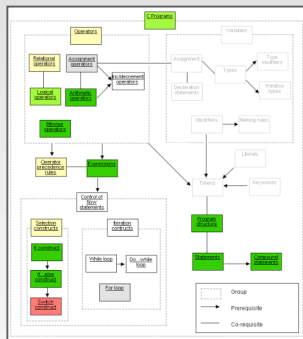 C Programs
Operators
Variables
Relational
operators
Assignment
operators
Inc/decrement
operators
Assignment
Type
modifiers
Types
Logical
operators
Arithmetic
operators
Declaration
statements
Primitive
types
Bitwise
operators
Identifiers
Naming rules
Operator
precedence
rules
Expressions
Literals
Control of
flow
statements
Tokens
Keywords
Selection
constructs
Iteration
contructs
Program
structure
If construct
While loop
Do...while
loop
Statements
Compound
statements
If...else
construct
For loop
Switch
construct
Group
Prerequisite
Co-requisite